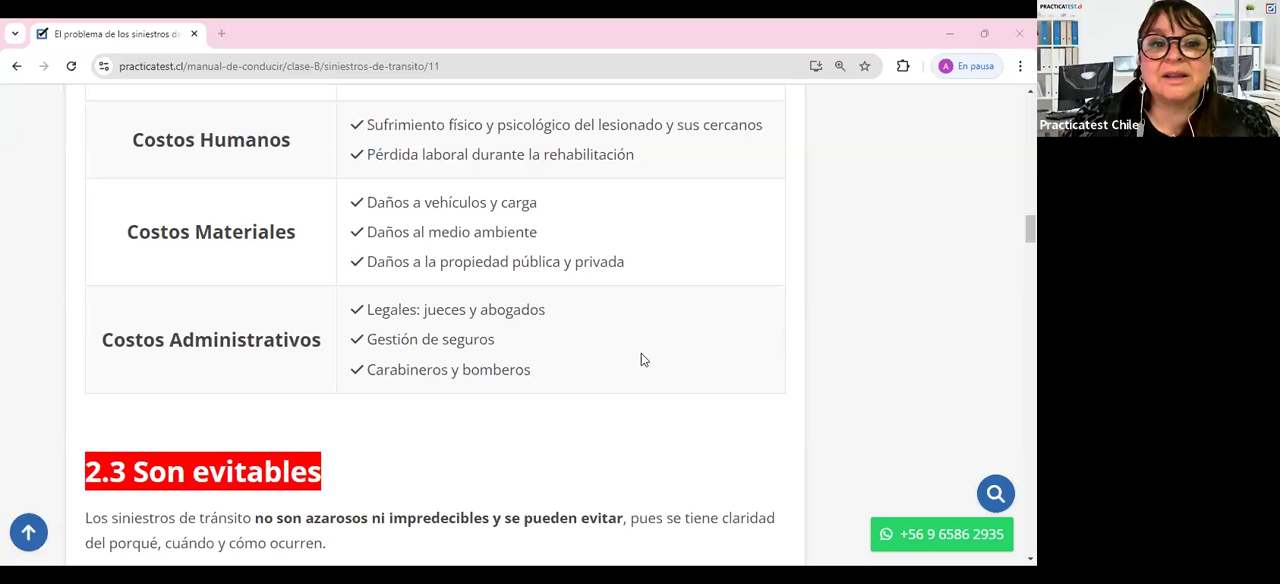 El problema de los siniestros de
practicatest.cl/manual-de-conducir/clase-B/siniestros-de-transito/11
A
En pausa
PRACTICATEST.cl
Practicatest Chile
Costos Humanos
✓ Sufrimiento físico y psicológico del lesionado y sus cercanos
✓ Pérdida laboral durante la rehabilitación
Costos Materiales
✓ Daños a vehículos y carga
✓ Daños al medio ambiente
✓ Daños a la propiedad pública y privada
Costos Administrativos
✓ Legales: jueces y abogados
✓ Gestión de seguros
✓ Carabineros y bomberos
2.3 Son evitables
Los siniestros de tránsito no son azarosos ni impredecibles y se pueden evitar, pues se tiene claridad
del porqué, cuándo y cómo ocurren.
+56 9 6586 2935